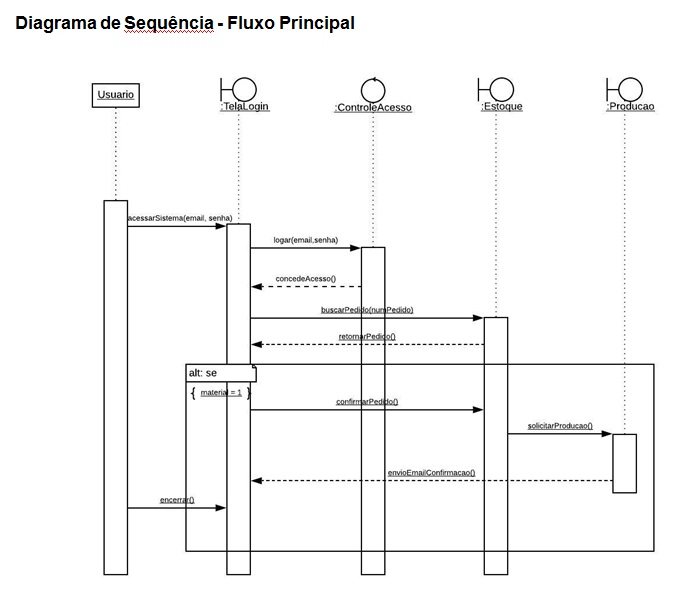 Diagrama de Sequência - Fluxo Principal
Usuario
:TelaLogin
:ControleAcesso
:Estoque
:Producao
acessarSistema(email, senha)
logar(email,senha)
concedeAcesso()
buscarPedido(numPedido)
retornarPedido()
alt: se
{ material = 1 }
confirmarPedido()
solicitarProducao()
envioEmailConfirmacao()
encerrar()